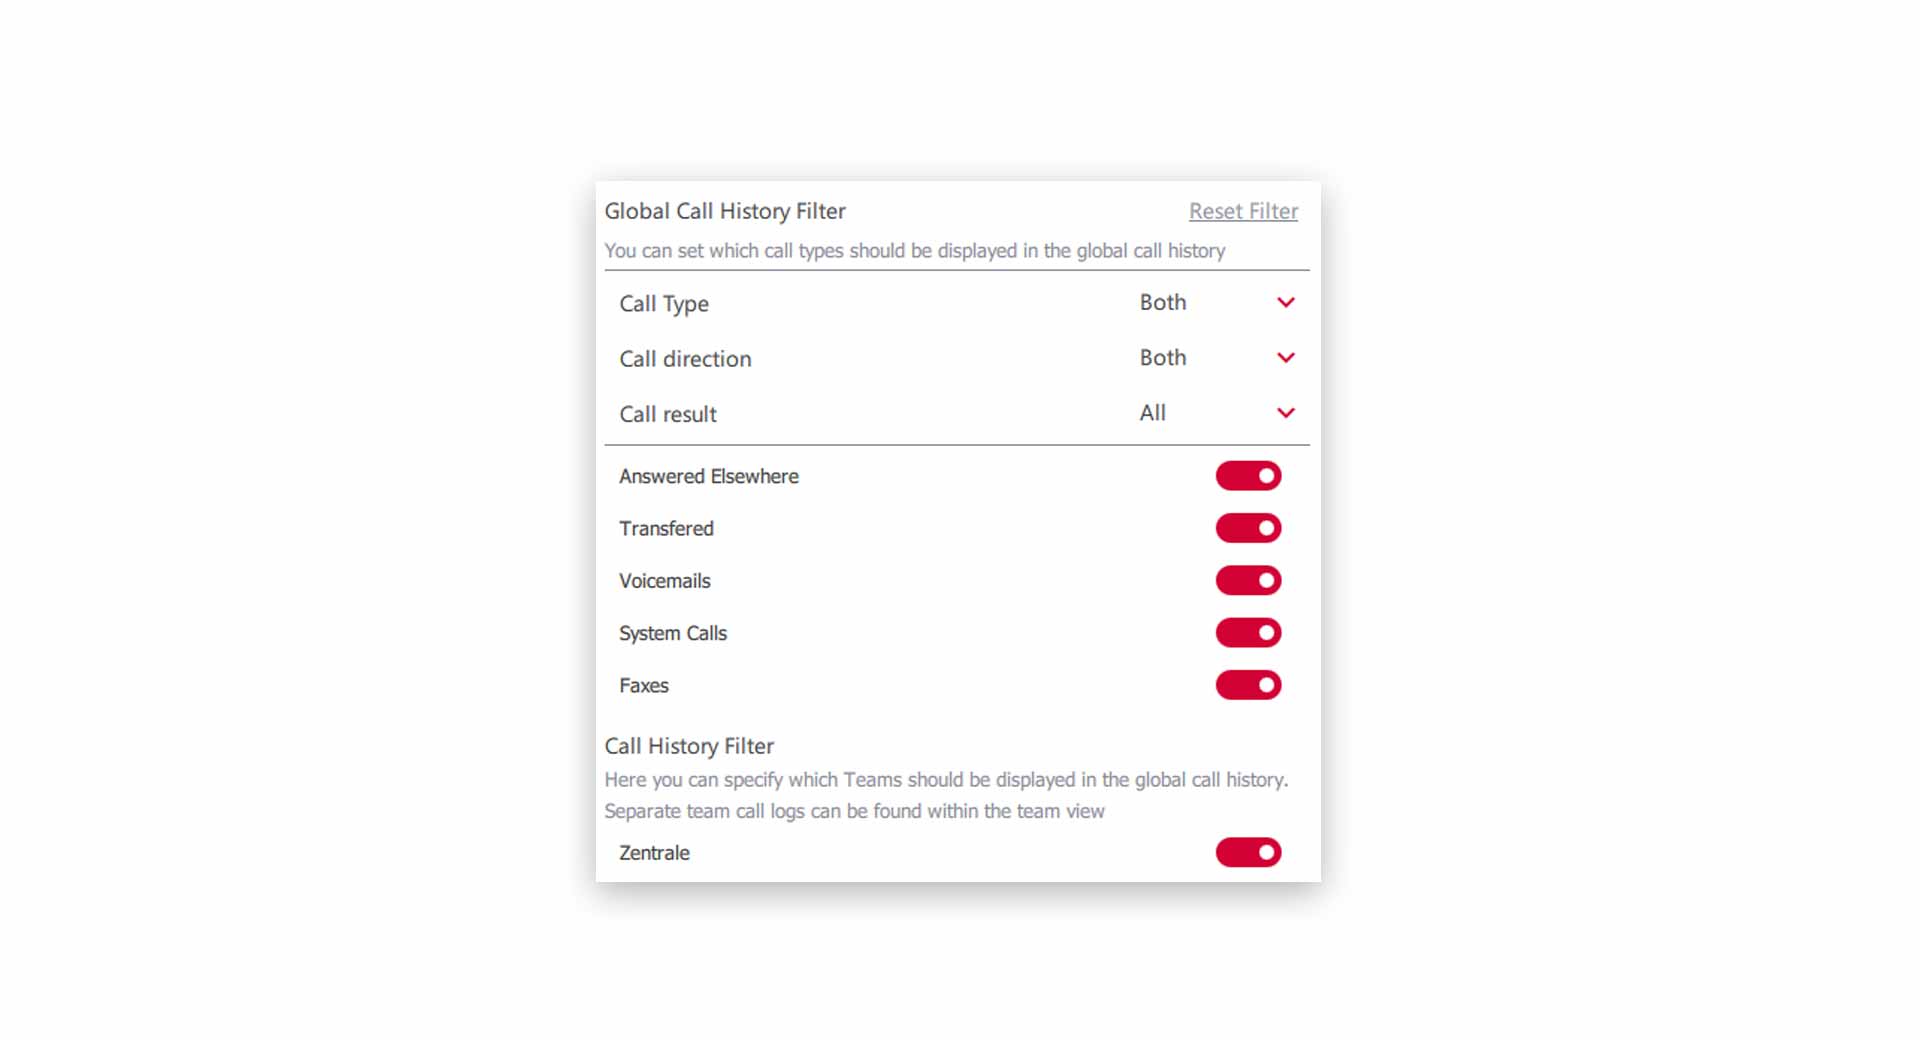 Global Call History Filter Reset Filter
You can set which call types should be displayed in the global call history
Call Type Both
Call direction Both
Call result All
Answered Elsewhere
Transfered
Voicemails
System Calls
Faxes
Call History Filter
Here you can specify which Teams should be displayed in the global call history.
Separate team call logs can be found within the team view
Zentrale